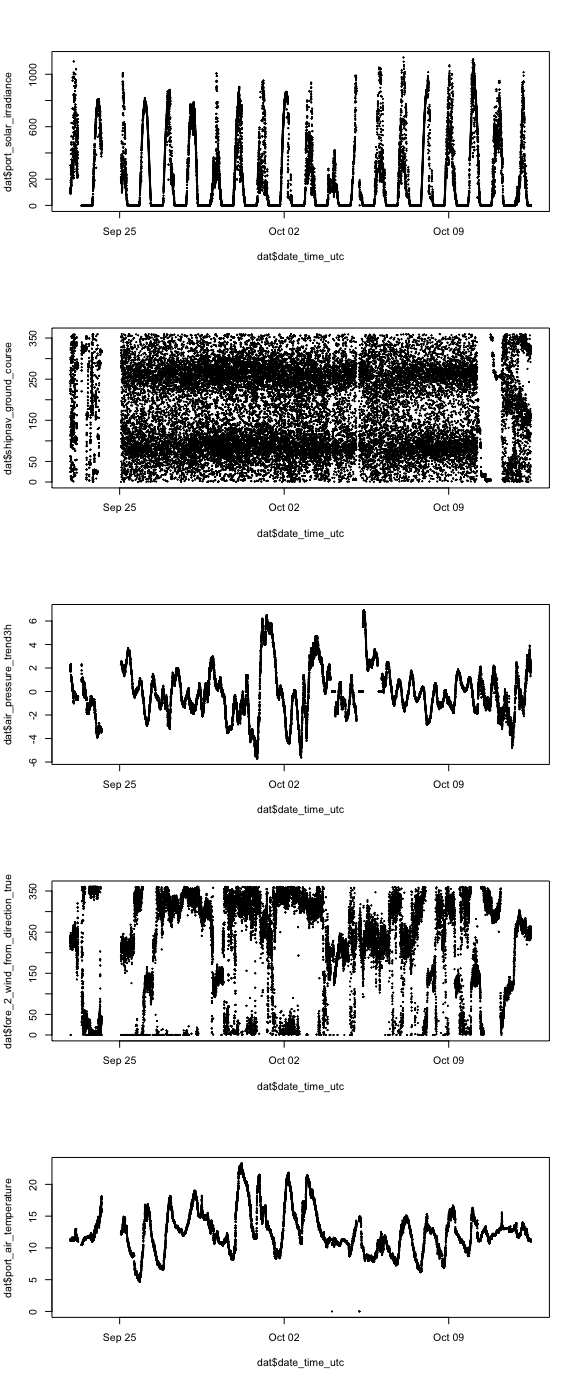 dat$port_solar_irradiance
0 200 600 1000
Sep 25 Oct 02 Oct 09
dat$date_time_utc
dat$shipnav_ground_course
0 50 150 250 350
Sep 25 Oct 02 Oct 09
dat$date_time_utc
dat$air_pressure_trend3h
-6 -4 -2 0 2 4 6
Sep 25 Oct 02 Oct 09
dat$date_time_utc
dat$fore_2_wind_from_direction_true
0 50 150 250 350
Sep 25 Oct 02 Oct 09
dat$date_time_utc
dat$port_air_temperature
0 5 10 15 20
Sep 25 Oct 02 Oct 09
dat$date_time_utc